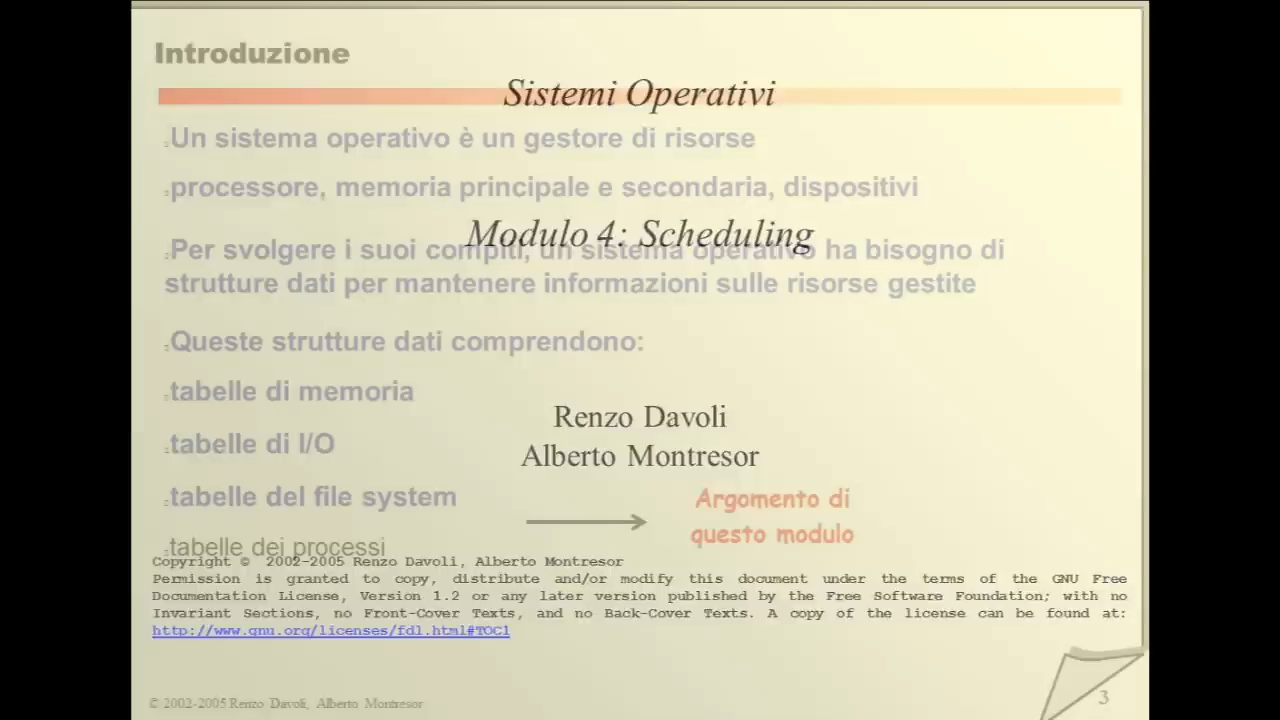 Introduzione
Sistemi Operativi
Un sistema operativo è un gestore di risorse
processore, memoria principale e secondaria, dispositivi
Modulo 4: Scheduling
Per svolgere i suoi compiti, un sistema operativo ha bisogno di
strutture dati per mantenere informazioni sulle risorse gestite
Queste strutture dati comprendono:
tabelle di memoria
Renzo Davoli
tabelle di I/O
Alberto Montresor
tabelle del file system
Argomento di
questo modulo
tabelle dei processi
Copyright © 2002-2005 Renzo Davoli, Alberto Montresor
Permission is granted to copy, distribute and/or modify this document under the terms of the GNU Free
Documentation License, Version 1.2 or any later version published by the Free Software Foundation; with no
Invariant Sections, no Front-Cover Texts, and no Back-Cover Texts. A copy of the license can be found at:
http://www.gnu.org/licenses/fdl.html#TOC1
© 2002-2005 Renzo Davoli, Alberto Montresor
3